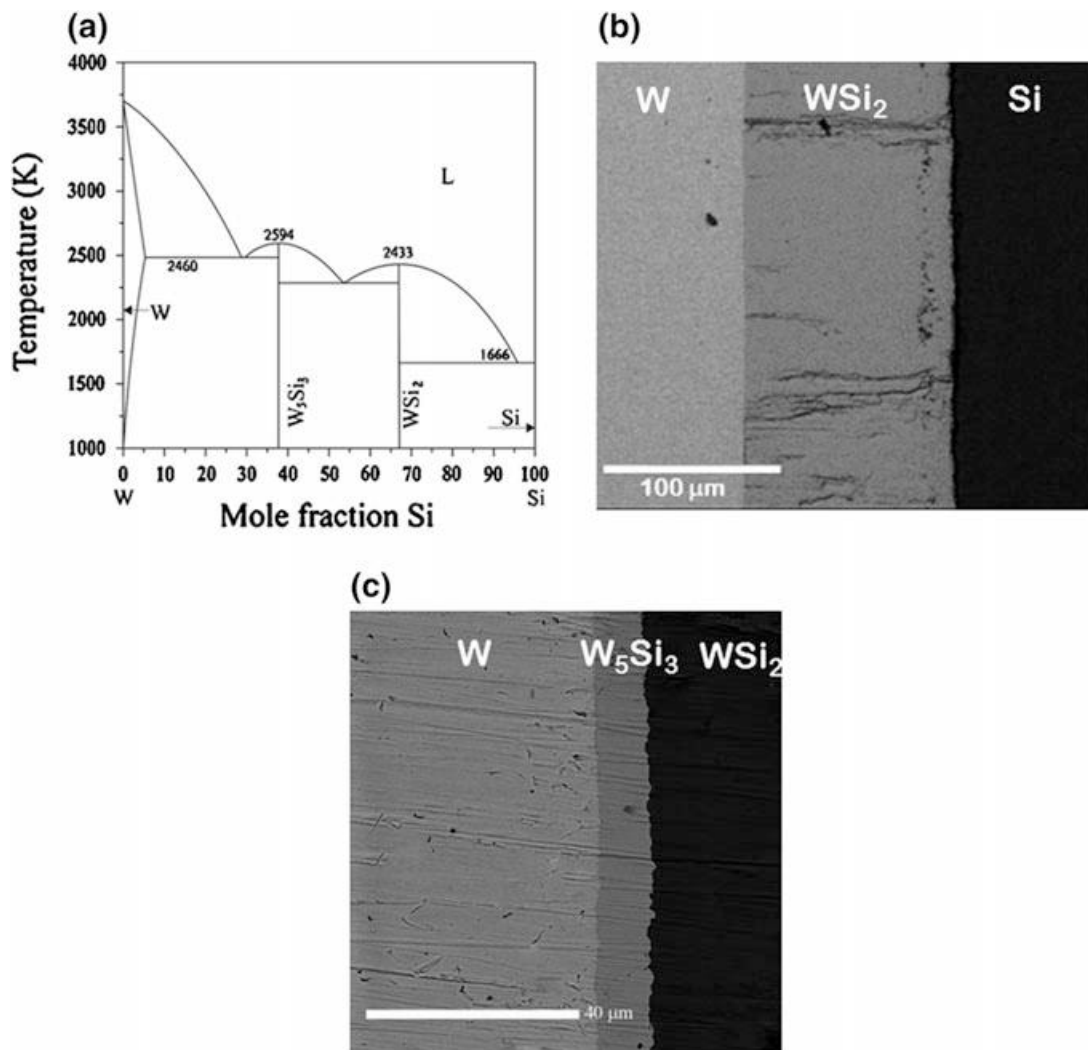 (a)
4000
3500
3000
2500
2000
1500
1000
Temperature (K)
L
2594
2433
2460
W
1666
W₅Si₃
WSi₂
Si
0 10 20 30 40 50 60 70 80 90 100
W Si
Mole fraction Si
(b)
W WSi₂ Si
100 μm
(c)
W W₅Si₃ WSi₂
40 μm